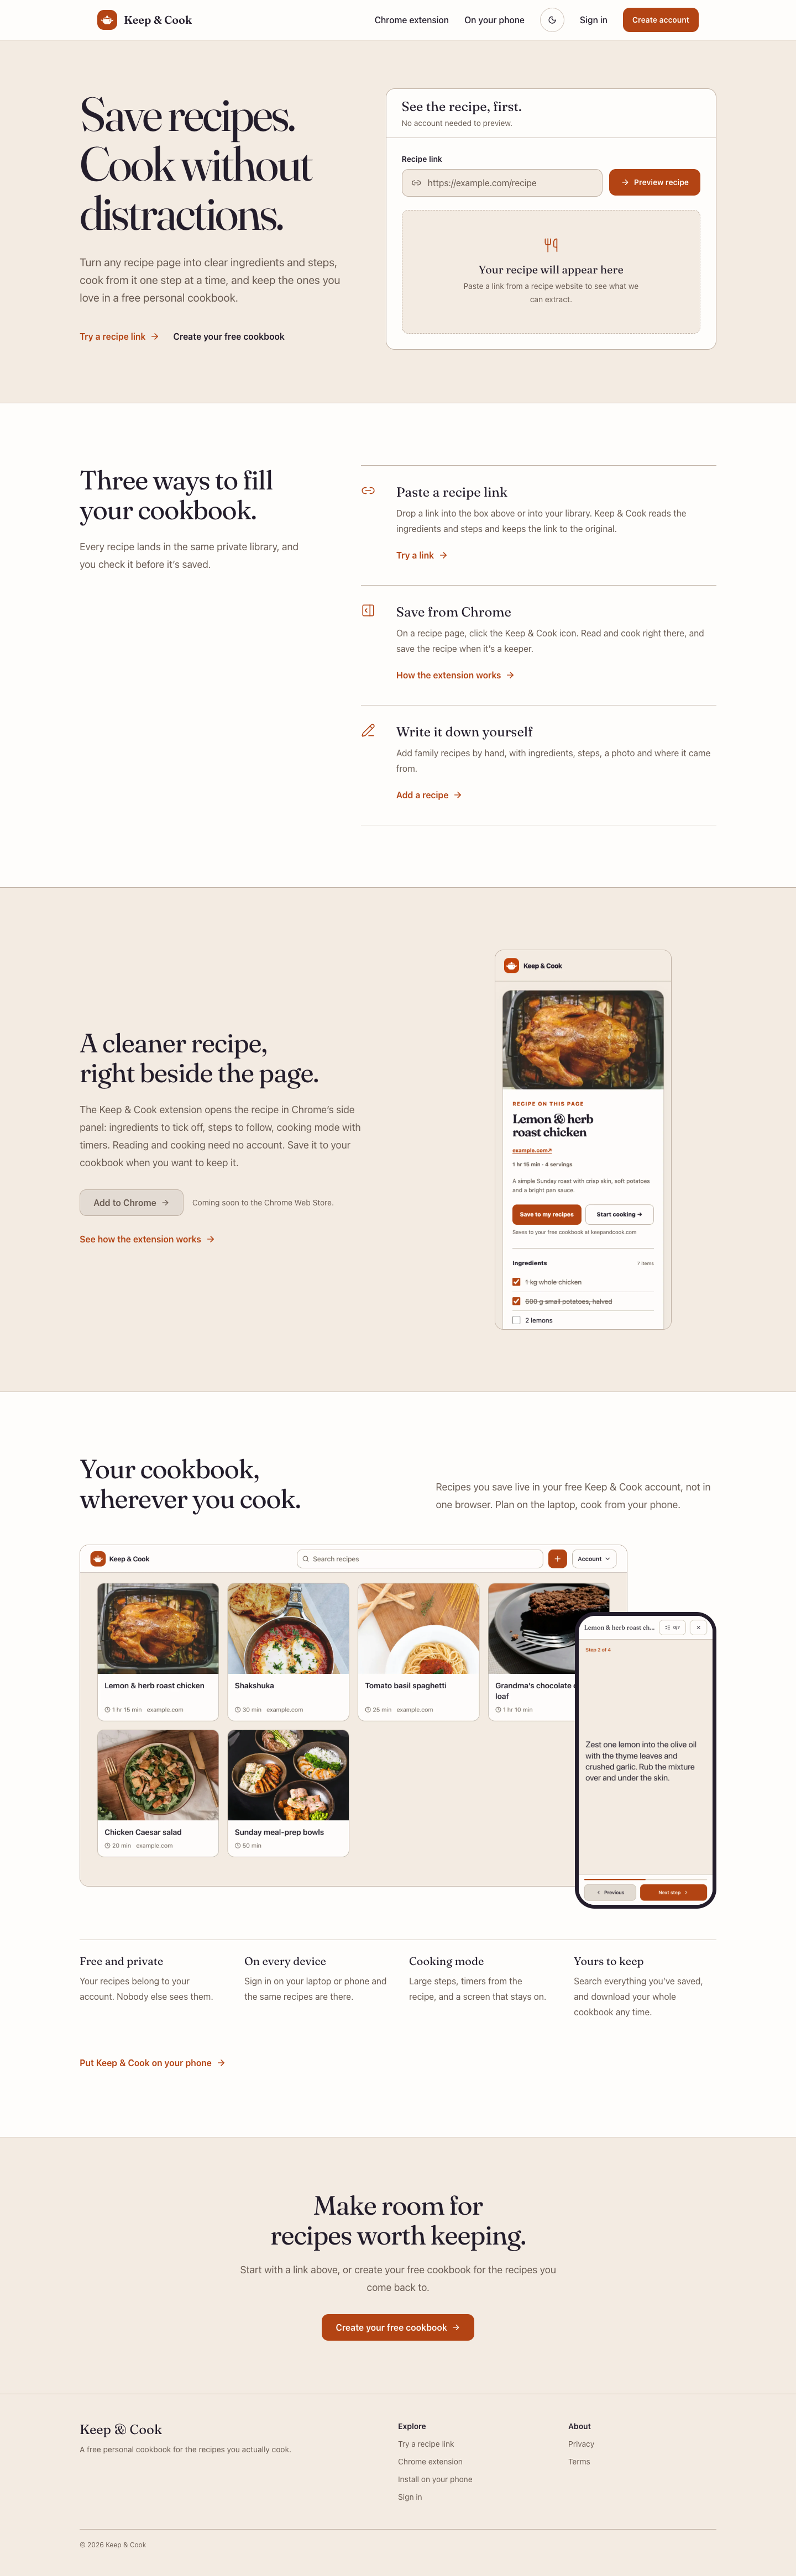 Keep & Cook
Chrome extension
On your phone
Sign in
Create account
Save recipes.
Cook without
distractions.
Turn any recipe page into clear ingredients and steps,
cook from it one step at a time, and keep the ones you
love in a free personal cookbook.
Try a recipe link →
Create your free cookbook
See the recipe, first.
No account needed to preview.
Recipe link
https://example.com/recipe
→ Preview recipe
Your recipe will appear here
Paste a link from a recipe website to see what we
can extract.
Three ways to fill
your cookbook.
Every recipe lands in the same private library, and
you check it before it's saved.
Paste a recipe link
Drop a link into the box above or into your library. Keep & Cook reads the
ingredients and steps and keeps the link to the original.
Try a link →
Save from Chrome
On a recipe page, click the Keep & Cook icon. Read and cook right there, and
save the recipe when it's a keeper.
How the extension works →
Write it down yourself
Add family recipes by hand, with ingredients, steps, a photo and where it came
from.
Add a recipe →
A cleaner recipe,
right beside the page.
The Keep & Cook extension opens the recipe in Chrome's side
panel: ingredients to tick off, steps to follow, cooking mode with
timers. Reading and cooking need no account. Save it to your
cookbook when you want to keep it.
Add to Chrome →
Coming soon to the Chrome Web Store.
See how the extension works →
Keep & Cook
RECIPE ON THIS PAGE
Lemon & herb
roast chicken
example.com↗
1 hr 15 min · 4 servings
A simple Sunday roast with crisp skin, soft potatoes
and a bright pan sauce.
Save to my recipes
Start cooking →
Saves to your free cookbook at keepandcook.com
Ingredients
7 items
1 kg whole chicken
600 g small potatoes, halved
2 lemons
Your cookbook,
wherever you cook.
Recipes you save live in your free Keep & Cook account, not in
one browser. Plan on the laptop, cook from your phone.
Keep & Cook
Search recipes
+
Account
Lemon & herb roast chicken
1 hr 15 min example.com
Shakshuka
30 min example.com
Tomato basil spaghetti
25 min example.com
Grandma's chocolate
loaf
1 hr 10 min
Chicken Caesar salad
20 min example.com
Sunday meal-prep bowls
50 min
Lemon & herb roast ch...
0/7
Step 2 of 4
Zest one lemon into the olive oil
with the thyme leaves and
crushed garlic. Rub the mixture
over and under the skin.
Previous
Next step
Free and private
Your recipes belong to your
account. Nobody else sees them.
On every device
Sign in on your laptop or phone and
the same recipes are there.
Cooking mode
Large steps, timers from the
recipe, and a screen that stays on.
Yours to keep
Search everything you've saved,
and download your whole
cookbook any time.
Put Keep & Cook on your phone →
Make room for
recipes worth keeping.
Start with a link above, or create your free cookbook for the recipes you
come back to.
Create your free cookbook →
Keep & Cook
A free personal cookbook for the recipes you actually cook.
Explore
Try a recipe link
Chrome extension
Install on your phone
Sign in
About
Privacy
Terms
© 2026 Keep & Cook